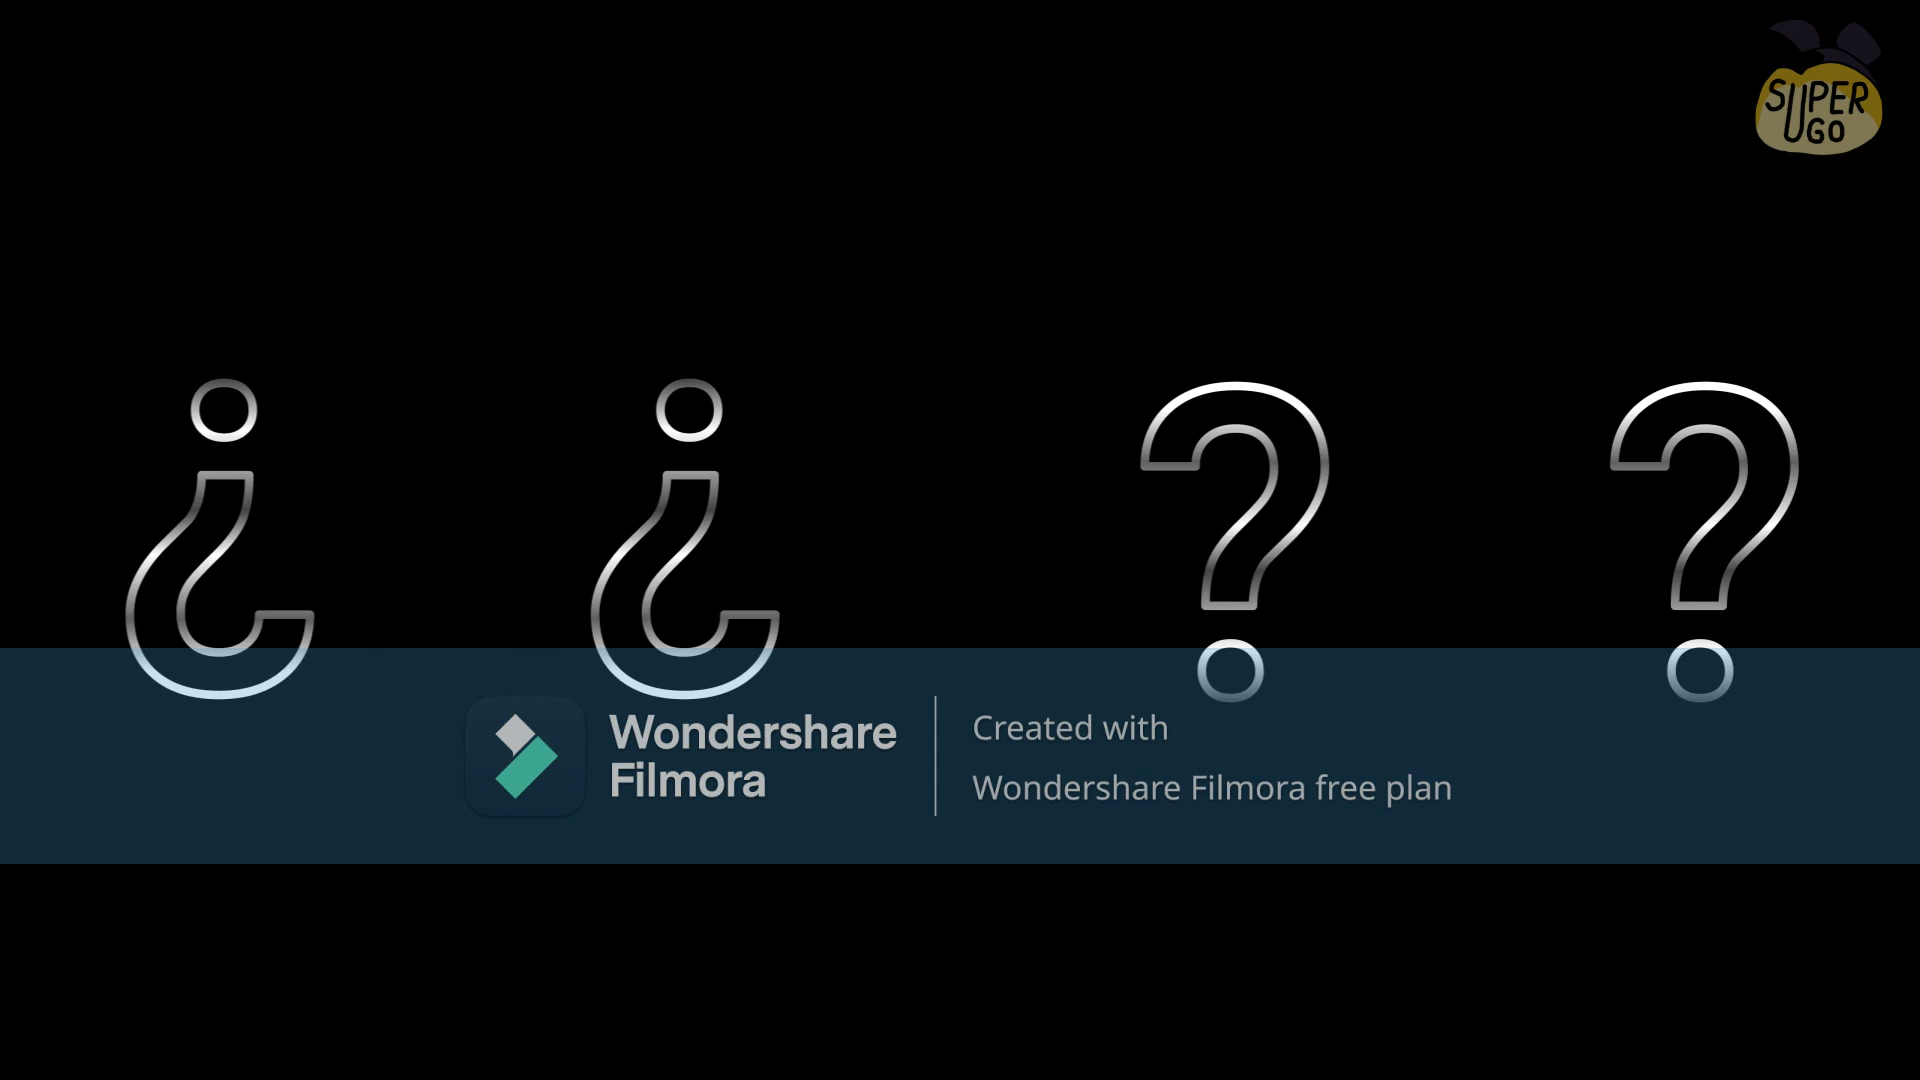 SUPER
UGO
¿ ¿ ? ?
Wondershare
Filmora
Created with
Wondershare Filmora free plan